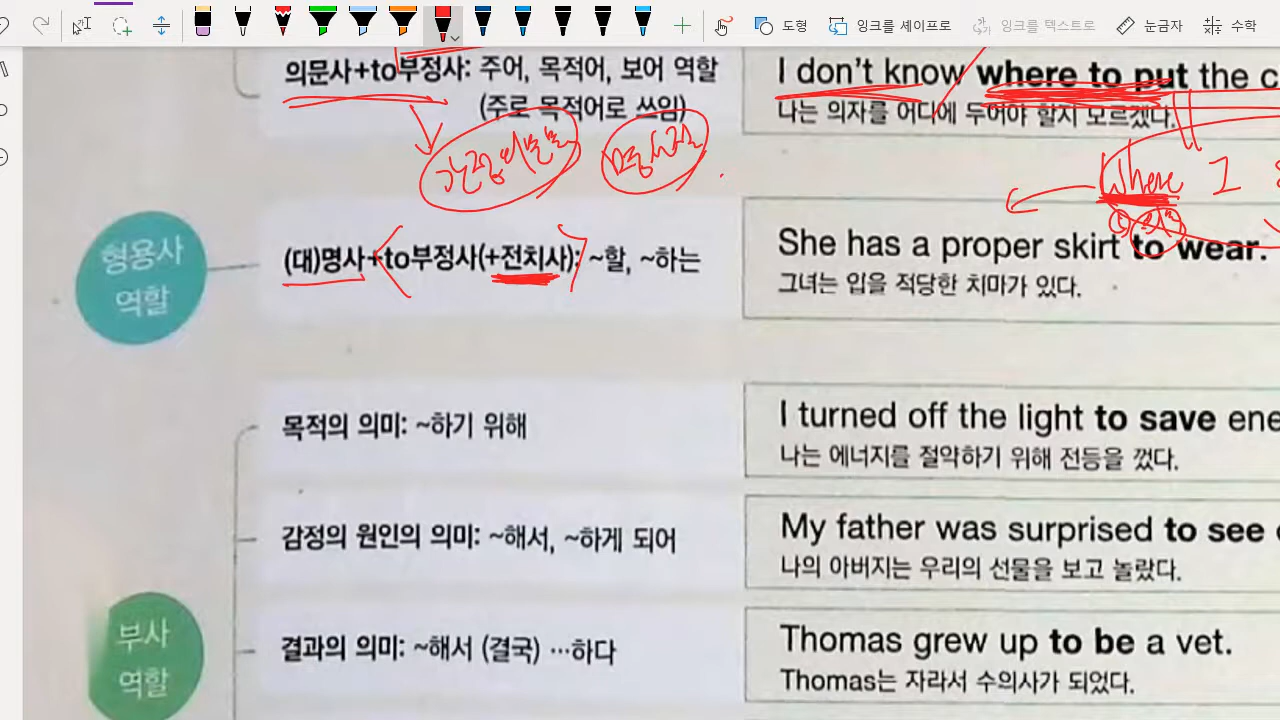 도형
잉크를 셰이프로
잉크를 텍스트로
눈금자
수학
의문사+to부정사: 주어, 목적어, 보어 역할
(주로 목적어로 쓰임)
I don't know where to put the c
나는 의자를 어디에 두어야 할지 모르겠다.
간접의문문
명사절
Where I
형용사
역할
(대)명사+to부정사(+전치사): ~할, ~하는
She has a proper skirt to wear.
그녀는 입을 적당한 치마가 있다.
목적의 의미: ~하기 위해
I turned off the light to save ene
나는 에너지를 절약하기 위해 전등을 껐다.
감정의 원인의 의미: ~해서, ~하게 되어
My father was surprised to see
나의 아버지는 우리의 선물을 보고 놀랐다.
부사
역할
결과의 의미: ~해서 (결국) …하다
Thomas grew up to be a vet.
Thomas는 자라서 수의사가 되었다.